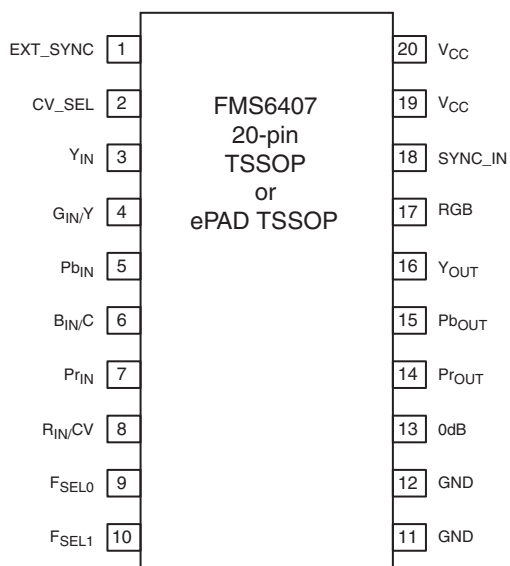 EXT_SYNC 1
CV_SEL 2
YIN 3
GIN/Y 4
PbIN 5
BIN/C 6
PrIN 7
RIN/CV 8
FSEL0 9
FSEL1 10
FMS6407
20-pin
TSSOP
or
ePAD TSSOP
20 VCC
19 VCC
18 SYNC_IN
17 RGB
16 YOUT
15 PbOUT
14 PrOUT
13 0dB
12 GND
11 GND